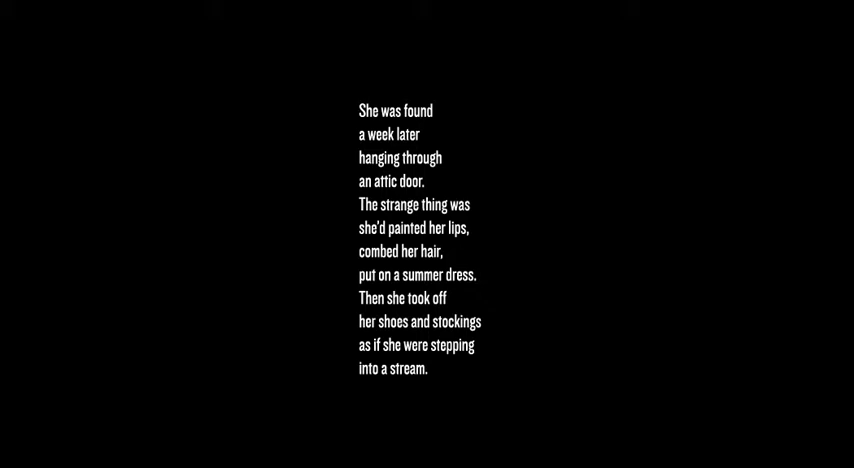 She was found
a week later
hanging through
an attic door.
The strange thing was
she'd painted her lips,
combed her hair,
put on a summer dress.
Then she took off
her shoes and stockings
as if she were stepping
into a stream.